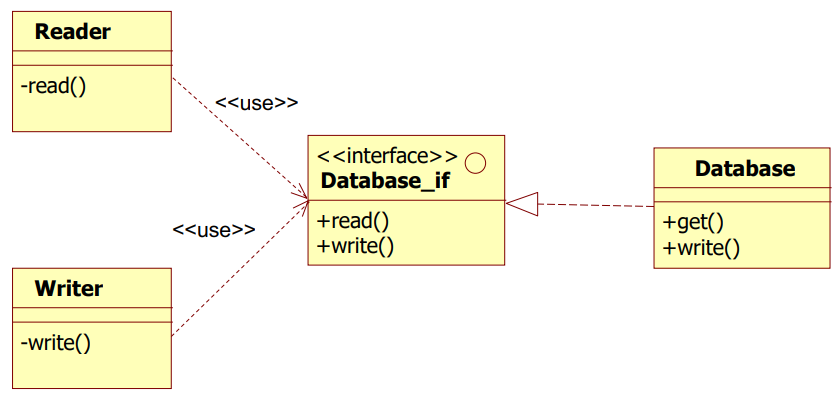 Reader
-read()
<<use>>
<<interface>>
Database_if
+read()
+write()
Database
+get()
+write()
<<use>>
Writer
-write()